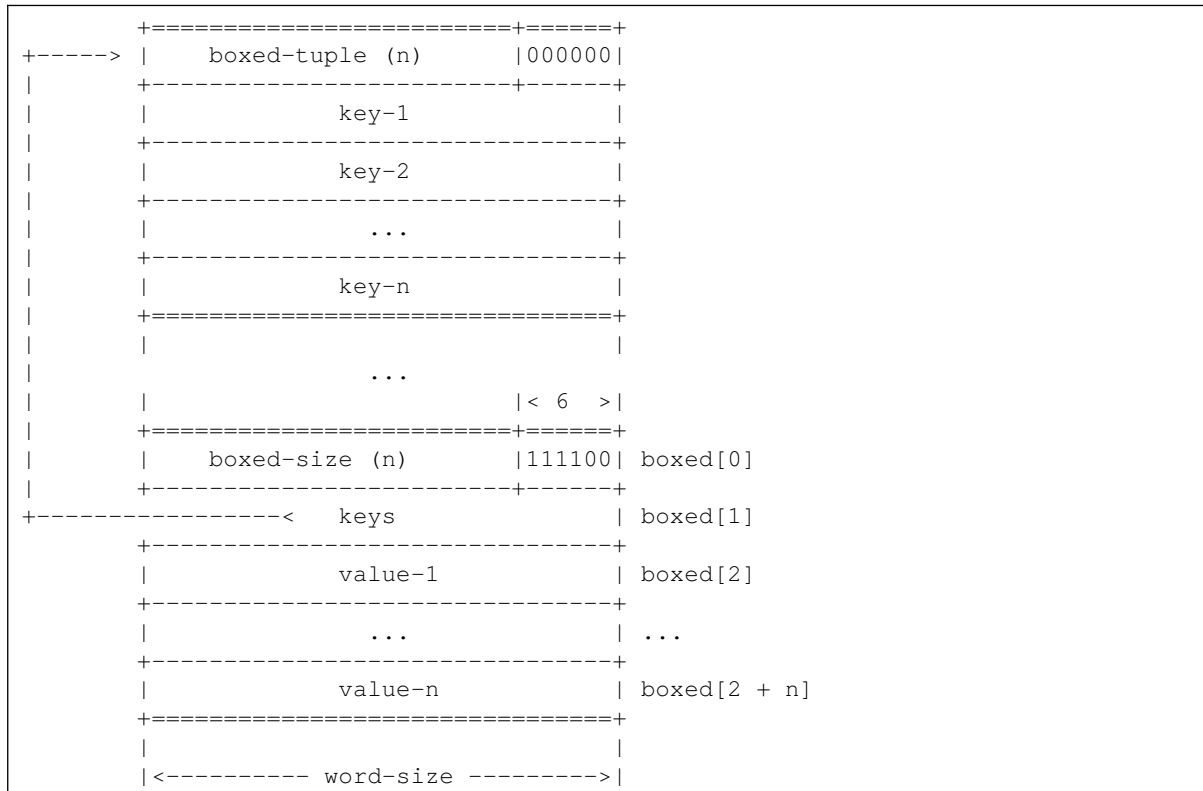 +=========================+======+
+-----> |    boxed-tuple (n)      |000000|
|       +-------------------------+------+
|       |             key-1              |
|       +--------------------------------+
|       |             key-2              |
|       +--------------------------------+
|       |               ...              |
|       +--------------------------------+
|       |             key-n              |
|       +================================+
|       |                                |
|                       ...
|       |                         |< 6  >|
|       +=========================+======+
|       |    boxed-size (n)       |111100| boxed[0]
|       +-------------------------+------+
+-----------------<   keys               | boxed[1]
        +--------------------------------+
        |             value-1            | boxed[2]
        +--------------------------------+
        |               ...              | ...
        +--------------------------------+
        |             value-n            | boxed[2 + n]
        +================================+
        |                                |
        |<---------- word-size --------->|